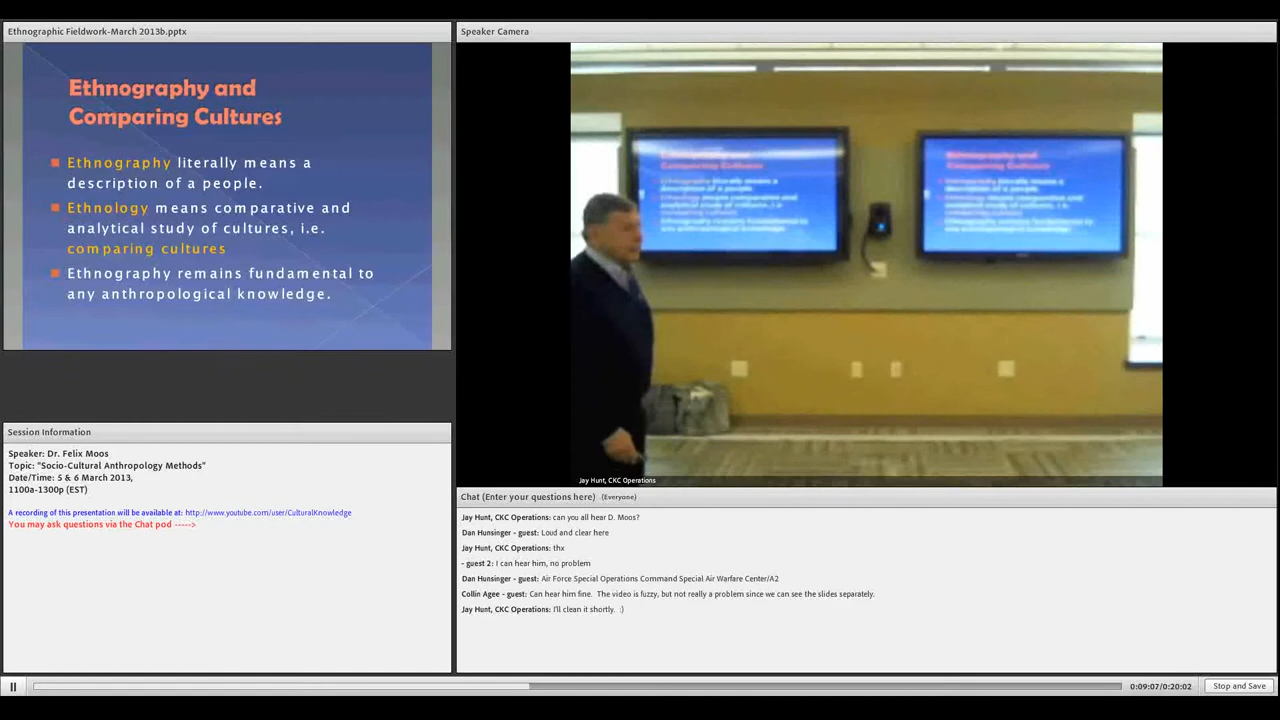 Ethnographic Fieldwork-March 2013b.pptx
Ethnography and
Comparing Cultures
Ethnography literally means a
description of a people.
Ethnology means comparative and
analytical study of cultures, i.e.
comparing cultures
Ethnography remains fundamental to
any anthropological knowledge.
Session Information
Speaker: Dr. Felix Moos
Topic: "Socio-Cultural Anthropology Methods"
Date/Time: 5 & 6 March 2013,
1100a-1300p (EST)
A recording of this presentation will be available at: http://www.youtube.com/user/CulturalKnowledge
You may ask questions via the Chat pod ----->
Speaker Camera
Jay Hunt, CKC Operations
Chat (Enter your questions here) (Everyone)
Jay Hunt, CKC Operations: can you all hear D. Moos?
Dan Hunsinger - guest: Loud and clear here
Jay Hunt, CKC Operations: thx
- guest 2: I can hear him, no problem
Dan Hunsinger - guest: Air Force Special Operations Command Special Air Warfare Center/A2
Collin Agee - guest: Can hear him fine. The video is fuzzy, but not really a problem since we can see the slides separately.
Jay Hunt, CKC Operations: I'll clean it shortly. :)
0:09:07/0:20:02
Stop and Save